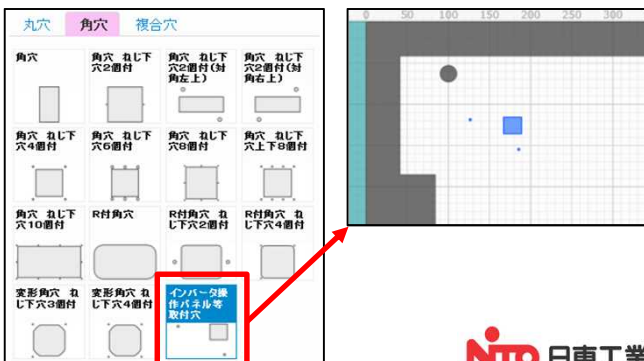 丸穴 角穴 複合穴
角穴
角穴 ねじ下
穴2個付
角穴 ねじ下
穴2個付(対
角左上)
角穴 ねじ下
穴2個付(対
角右上)
角穴 ねじ下
穴4個付
角穴 ねじ下
穴6個付
角穴 ねじ下
穴8個付
角穴 ねじ下
穴上下8個付
角穴 ねじ下
穴10個付
R付角穴
R付角穴 ね
じ下穴2個付
R付角穴 ね
じ下穴4個付
変形角穴 ね
じ下穴3個付
変形角穴 ね
じ下穴4個付
インバータ操
作パネル等
取付穴
0 50 100 150 200 250 300
NITO 日東工業